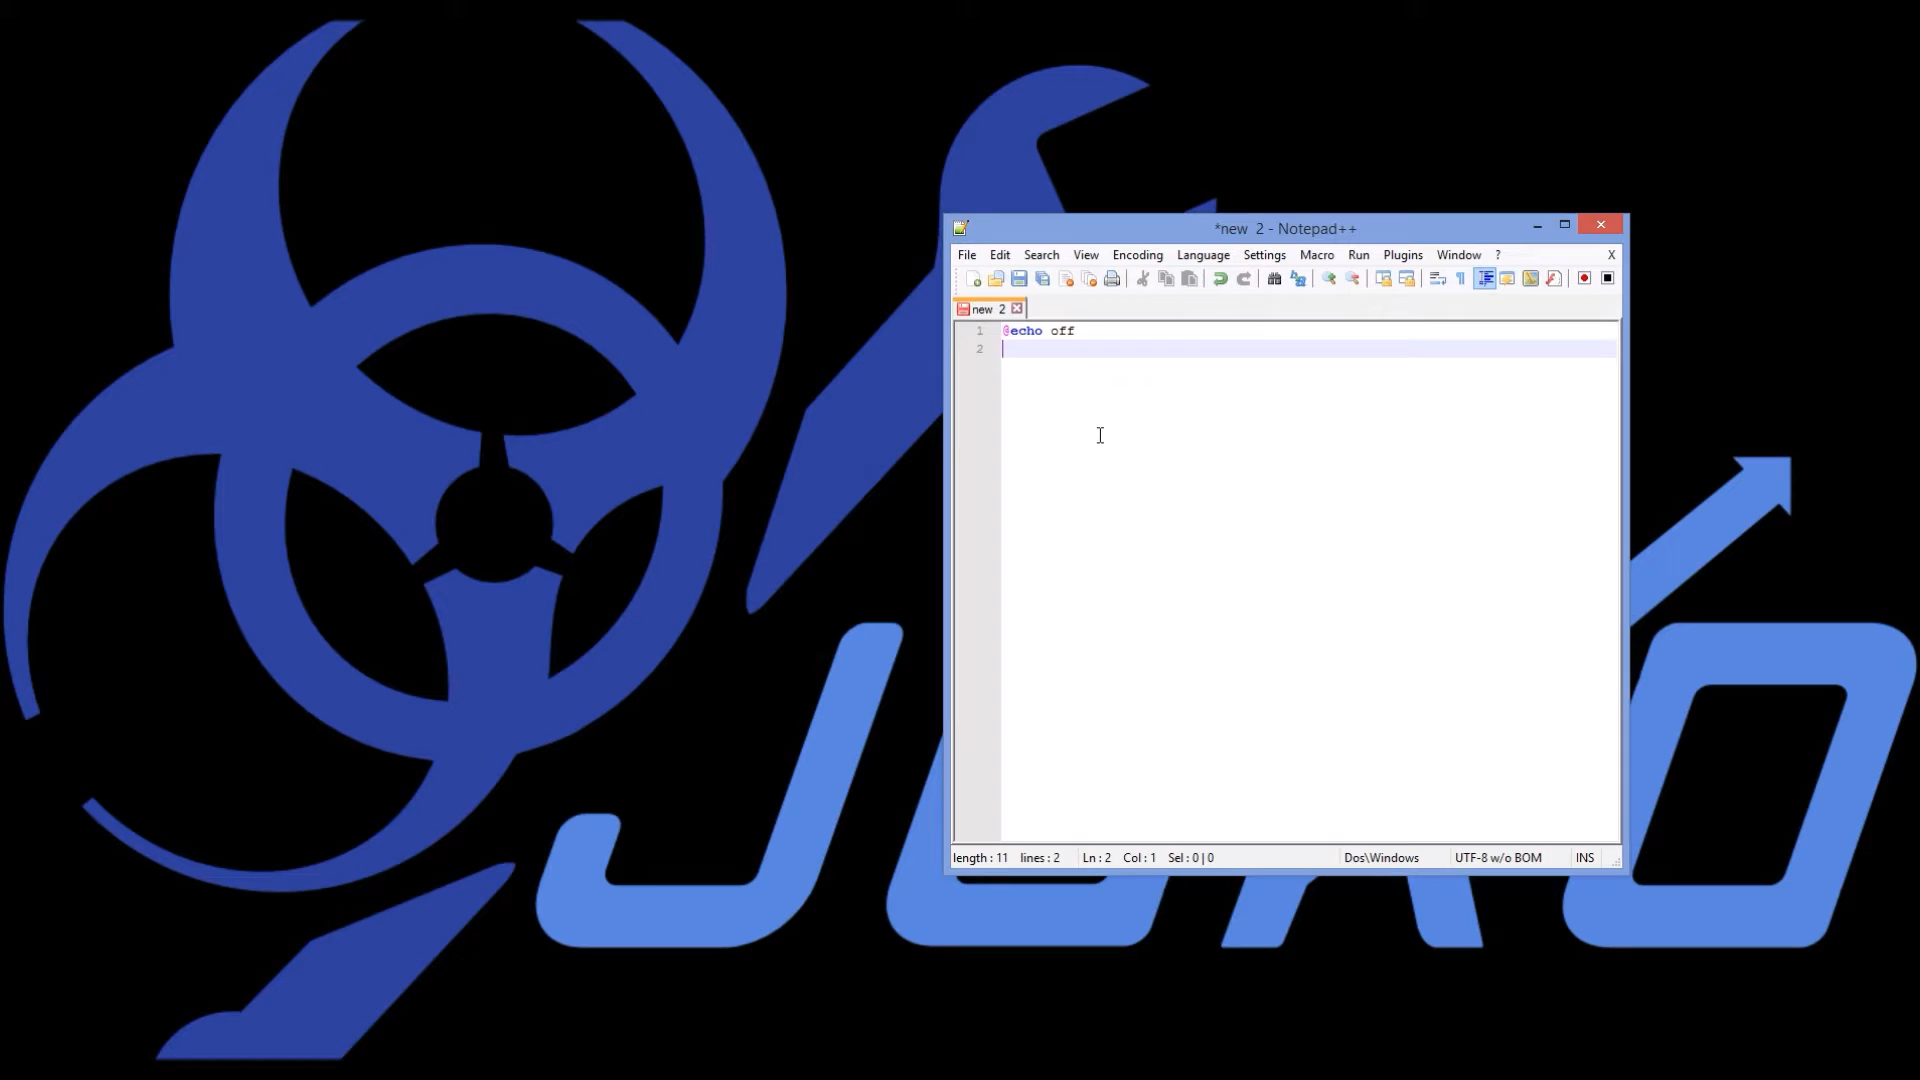 *new  2 - Notepad++
File Edit Search View Encoding Language Settings Macro Run Plugins Window ? X
new  2
1 @echo off
2
length : 11 lines : 2 Ln : 2 Col : 1 Sel : 0 | 0 Dos\Windows UTF-8 w/o BOM INS